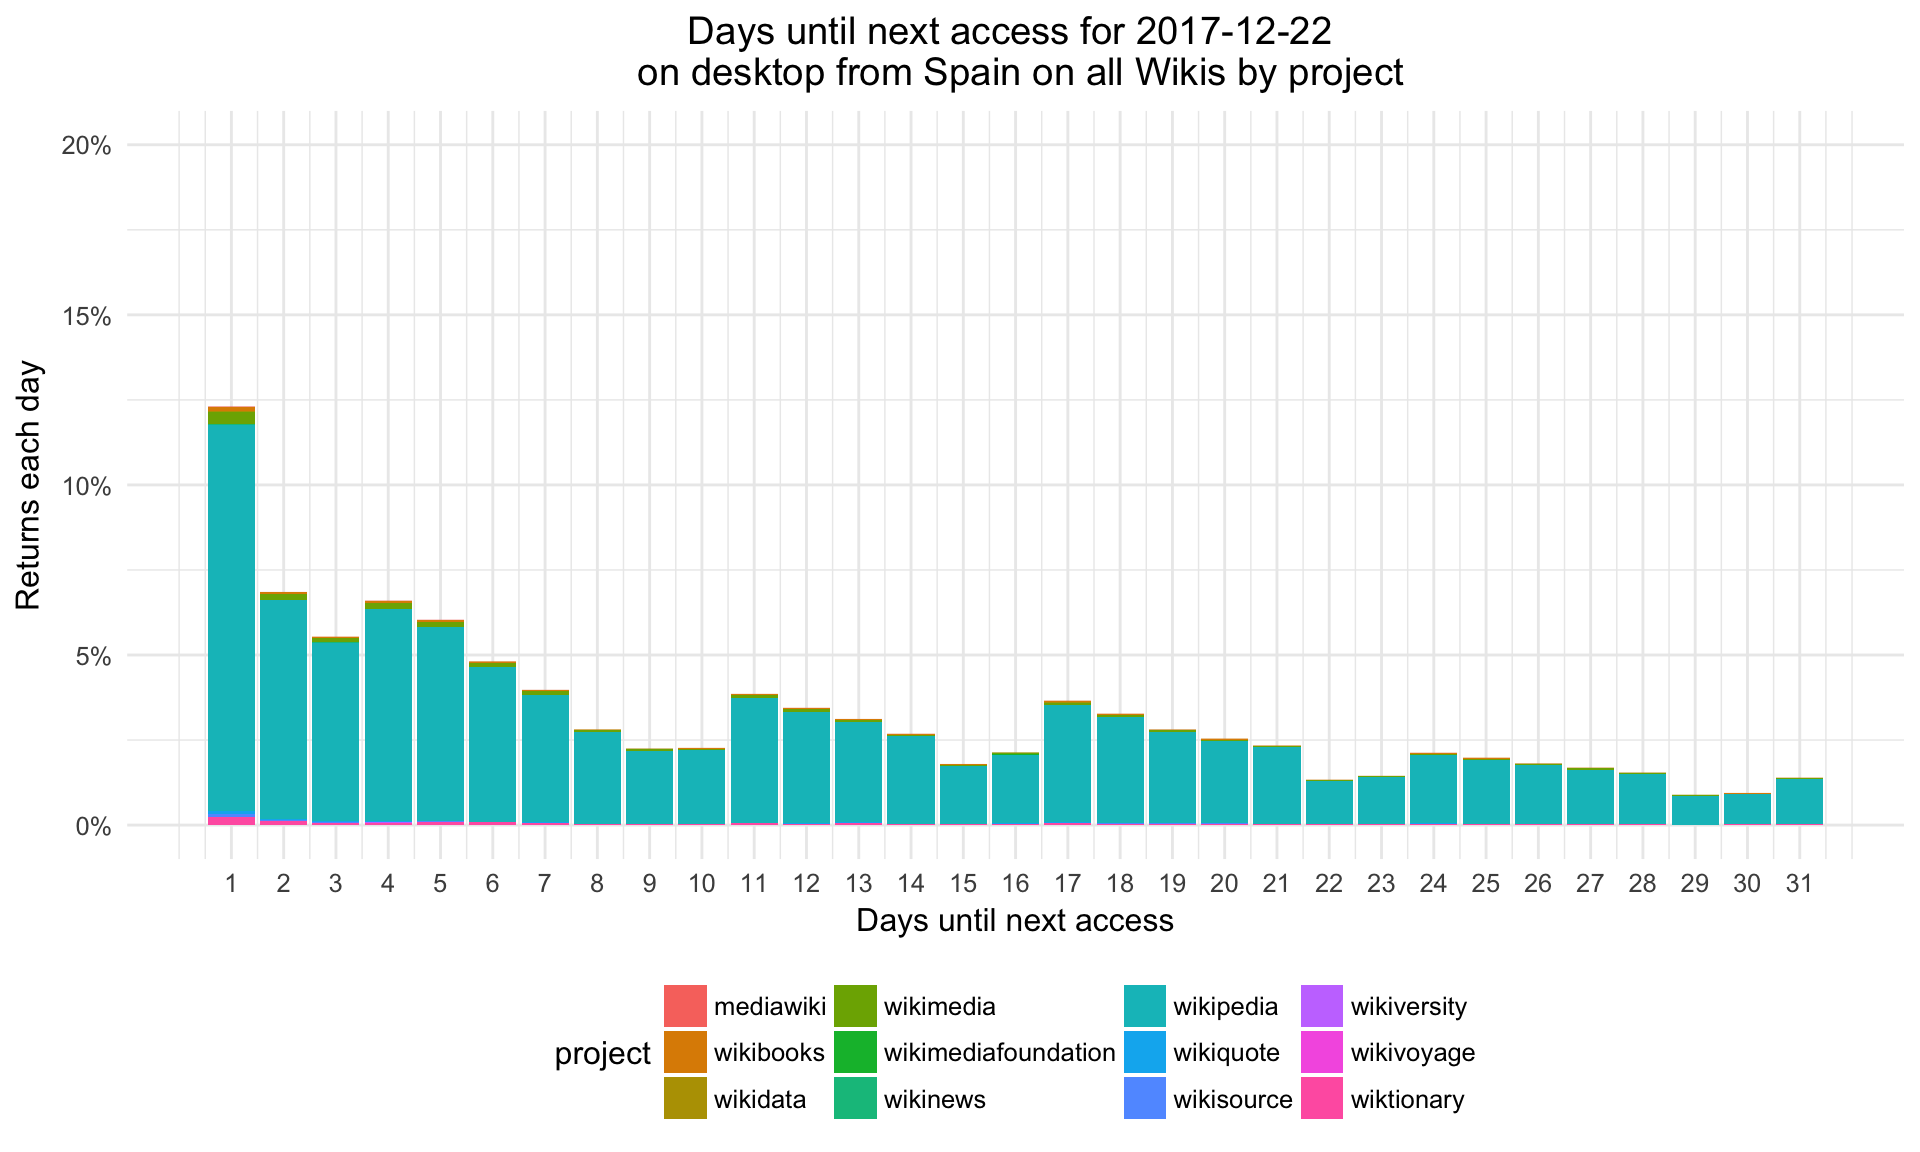 Days until next access for 2017-12-22
on desktop from Spain on all Wikis by project
Returns each day
20%
15%
10%
5%
0%
1 2 3 4 5 6 7 8 9 10 11 12 13 14 15 16 17 18 19 20 21 22 23 24 25 26 27 28 29 30 31
Days until next access
project
mediawiki wikimedia wikipedia wikiversity
wikibooks wikimediafoundation wikiquote wikivoyage
wikidata wikinews wikisource wiktionary